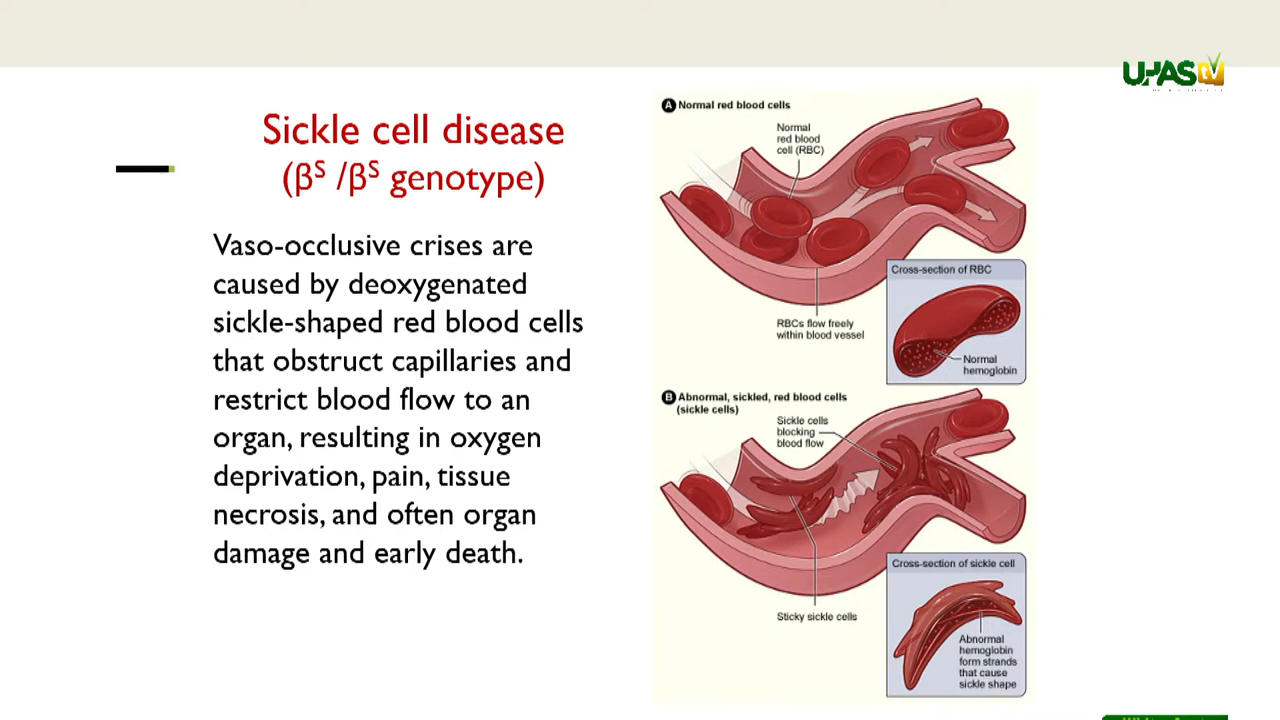 UHAS tv
Sickle cell disease
(βˢ /βˢ genotype)
Vaso-occlusive crises are
caused by deoxygenated
sickle-shaped red blood cells
that obstruct capillaries and
restrict blood flow to an
organ, resulting in oxygen
deprivation, pain, tissue
necrosis, and often organ
damage and early death.
A Normal red blood cells
Normal
red blood
cell (RBC)
RBCs flow freely
within blood vessel
Cross-section of RBC
Normal
hemoglobin
B Abnormal, sickled, red blood cells
(sickle cells)
Sickle cells
blocking
blood flow
Sticky sickle cells
Cross-section of sickle cell
Abnormal
hemoglobin
form strands
that cause
sickle shape